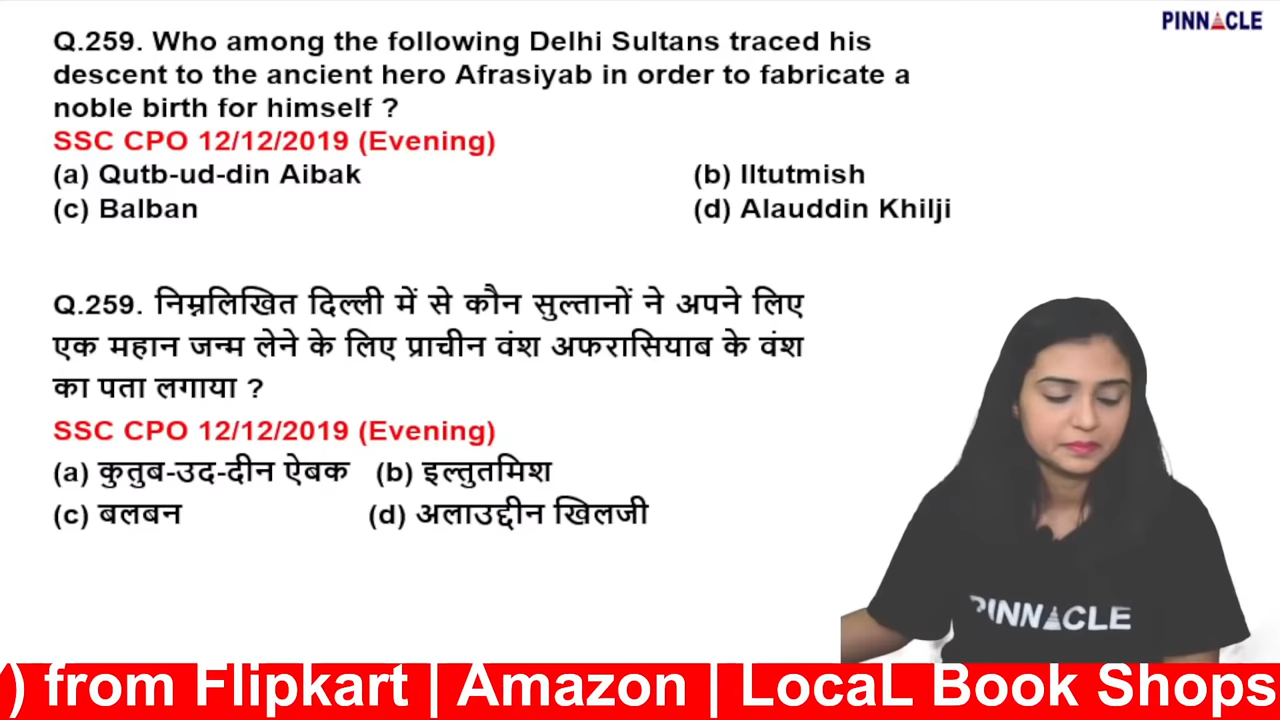 PINNACLE
Q.259. Who among the following Delhi Sultans traced his
descent to the ancient hero Afrasiyab in order to fabricate a
noble birth for himself ?
SSC CPO 12/12/2019 (Evening)
(a) Qutb-ud-din Aibak (b) Iltutmish
(c) Balban (d) Alauddin Khilji
Q.259. निम्नलिखित दिल्ली में से कौन सुल्तानों ने अपने लिए
एक महान जन्म लेने के लिए प्राचीन वंश अफरासियाब के वंश
का पता लगाया ?
SSC CPO 12/12/2019 (Evening)
(a) कुतुब-उद-दीन ऐबक (b) इल्तुतमिश
(c) बलबन (d) अलाउद्दीन खिलजी
PINNACLE
) from Flipkart | Amazon | LocaL Book Shops